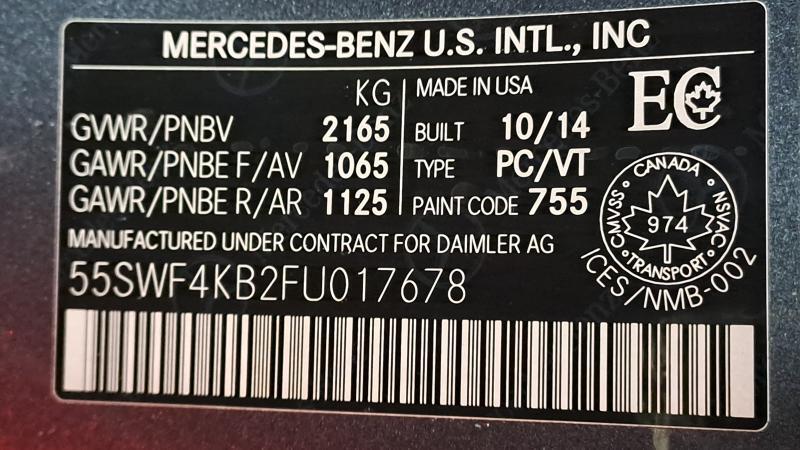 MERCEDES-BENZ U.S. INTL., INC
KG
GVWR/PNBV 2165
GAWR/PNBE F/AV 1065
GAWR/PNBE R/AR 1125
MADE IN USA
BUILT 10/14
TYPE PC/VT
PAINT CODE 755
EC
CANADA
CMVSS 974 NSVAC
TRANSPORT
ICES/NMB-002
MANUFACTURED UNDER CONTRACT FOR DAIMLER AG
55SWF4KB2FU017678